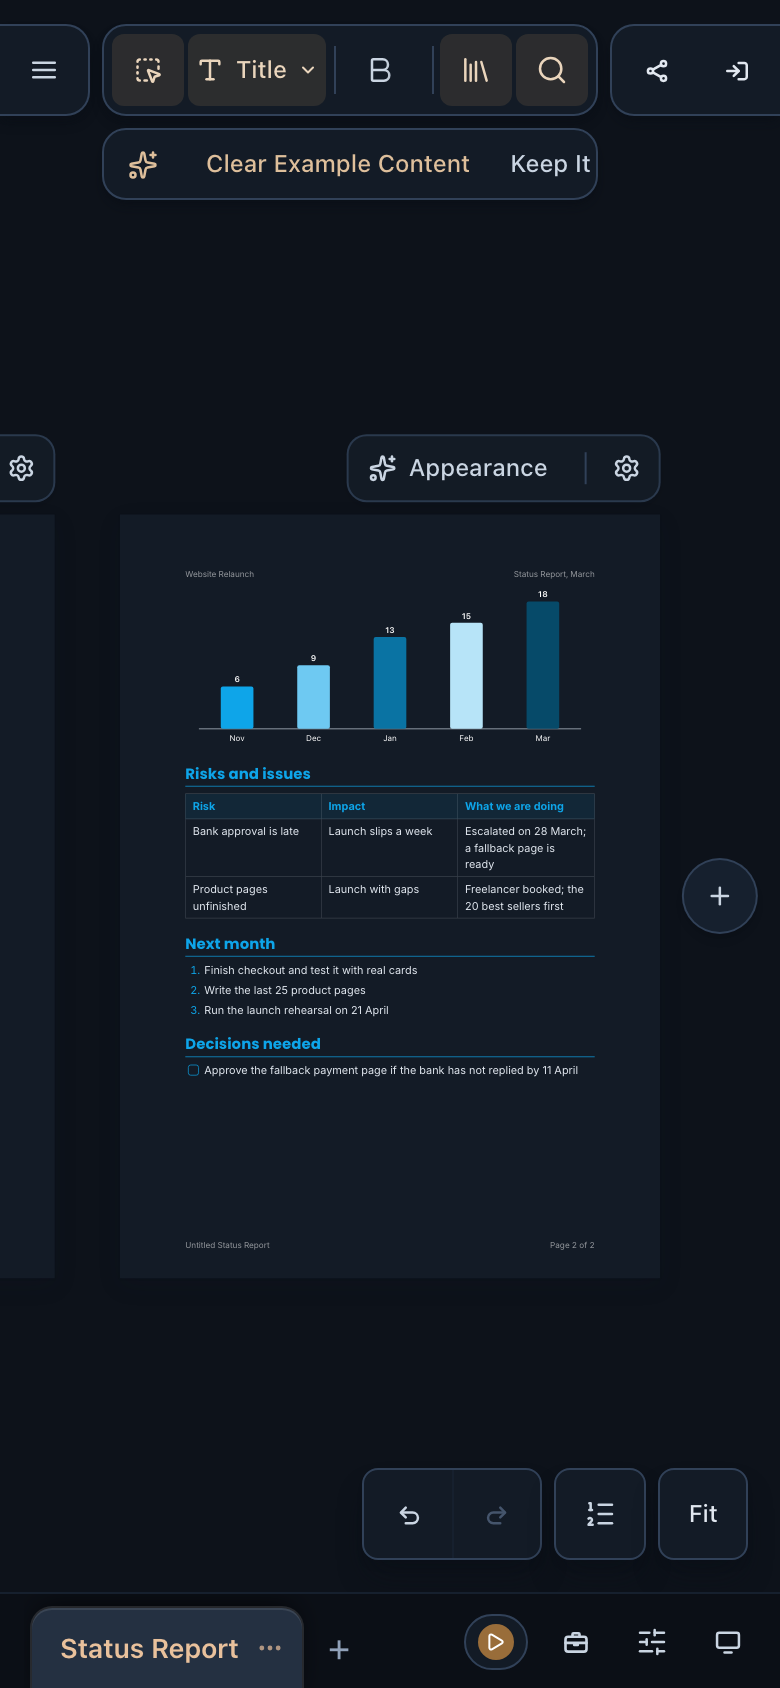 Title
B
Clear Example Content Keep It
Appearance
Website Relaunch Status Report, March
18
15
13
9
6
Nov Dec Jan Feb Mar
Risks and issues
Risk Impact What we are doing
Bank approval is late Launch slips a week Escalated on 28 March;
a fallback page is
ready
Product pages Launch with gaps Freelancer booked; the
unfinished 20 best sellers first
Next month
1. Finish checkout and test it with real cards
2. Write the last 25 product pages
3. Run the launch rehearsal on 21 April
Decisions needed
Approve the fallback payment page if the bank has not replied by 11 April
Untitled Status Report Page 2 of 2
Fit
Status Report